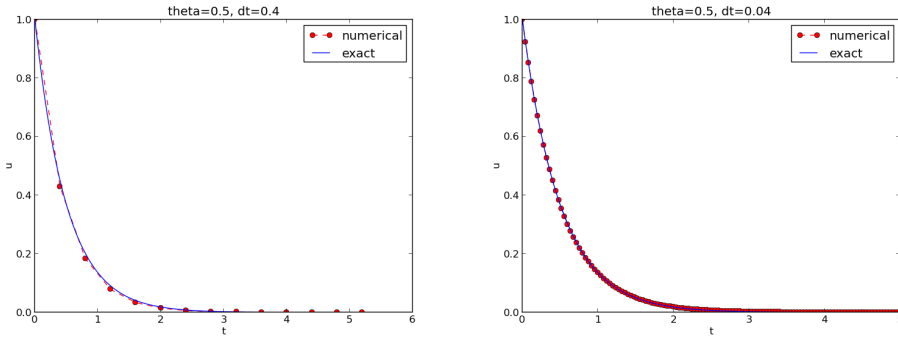 theta=0.5, dt=0.4
1.0
numerical
exact
0.8
0.6
u
0.4
0.2
0.0
0 1 2 3 4 5 6
t
theta=0.5, dt=0.04
1.0
numerical
exact
0.8
0.6
u
0.4
0.2
0.0
0 1 2 3 4
t